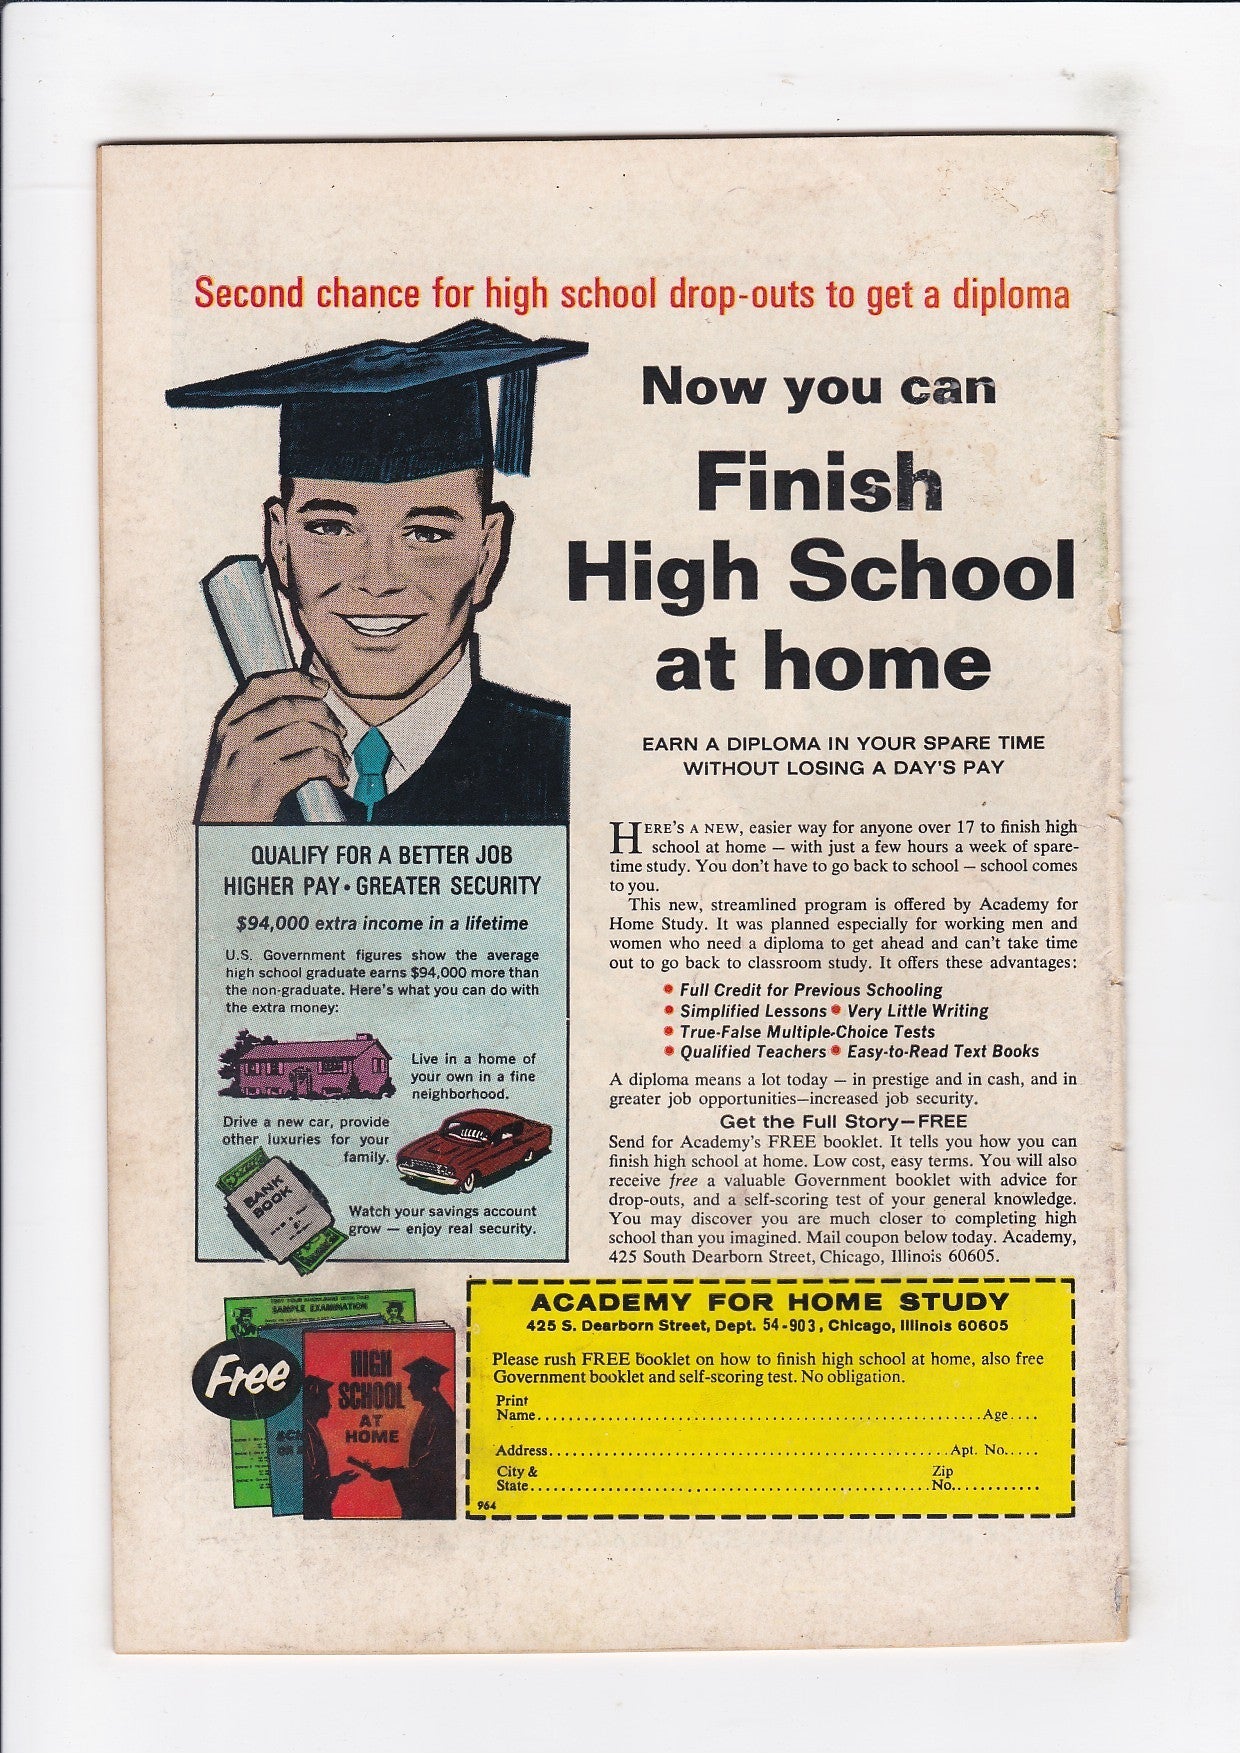 Second chance for high school drop-outs to get a diploma
Now you can
Finish
High School
at home
EARN A DIPLOMA IN YOUR SPARE TIME
WITHOUT LOSING A DAY'S PAY
HERE'S A NEW, easier way for anyone over 17 to finish high
school at home — with just a few hours a week of spare-
time study. You don't have to go back to school — school comes
to you.
This new, streamlined program is offered by Academy for
Home Study. It was planned especially for working men and
women who need a diploma to get ahead and can't take time
out to go back to classroom study. It offers these advantages:
• Full Credit for Previous Schooling
• Simplified Lessons • Very Little Writing
• True-False Multiple-Choice Tests
• Qualified Teachers • Easy-to-Read Text Books
A diploma means a lot today — in prestige and in cash, and in
greater job opportunities—increased job security.
Get the Full Story—FREE
Send for Academy's FREE booklet. It tells you how you can
finish high school at home. Low cost, easy terms. You will also
receive free a valuable Government booklet with advice for
drop-outs, and a self-scoring test of your general knowledge.
You may discover you are much closer to completing high
school than you imagined. Mail coupon below today. Academy,
425 South Dearborn Street, Chicago, Illinois 60605.
QUALIFY FOR A BETTER JOB
HIGHER PAY • GREATER SECURITY
$94,000 extra income in a lifetime
U.S. Government figures show the average
high school graduate earns $94,000 more than
the non-graduate. Here's what you can do with
the extra money:
Live in a home of
your own in a fine
neighborhood.
Drive a new car, provide
other luxuries for your
family.
BANK
BOOK
Watch your savings account
grow — enjoy real security.
SAMPLE EXAMINATION
Free
HIGH
SCHOOL
AT
HOME
ACADEMY FOR HOME STUDY
425 S. Dearborn Street, Dept. 54-903, Chicago, Illinois 60605
Please rush FREE booklet on how to finish high school at home, also free
Government booklet and self-scoring test. No obligation.
Print
Name..........Age....
Address..........Apt. No.....
City & Zip
State..........No...........
964